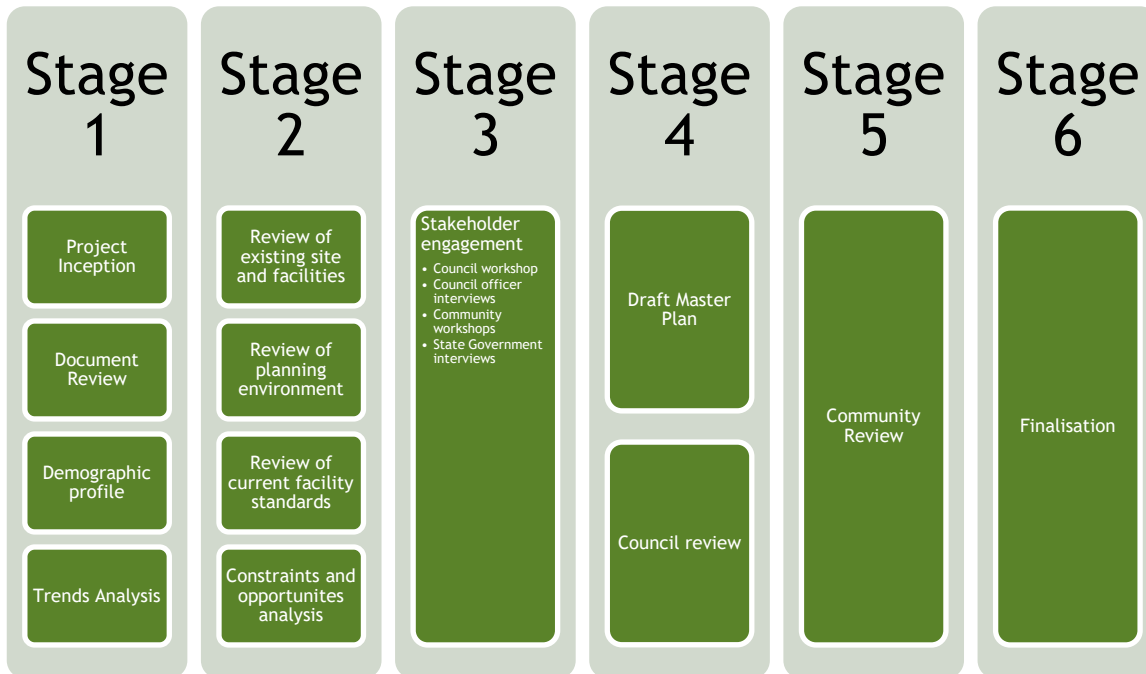 Stage
1
Project
Inception
Document
Review
Demographic
profile
Trends Analysis
Stage
2
Review of
existing site
and facilities
Review of
planning
environment
Review of
current facility
standards
Constraints and
opportunites
analysis
Stage
3
Stakeholder
engagement
• Council workshop
• Council officer
interviews
• Community
workshops
• State Government
interviews
Stage
4
Draft Master
Plan
Council review
Stage
5
Community
Review
Stage
6
Finalisation